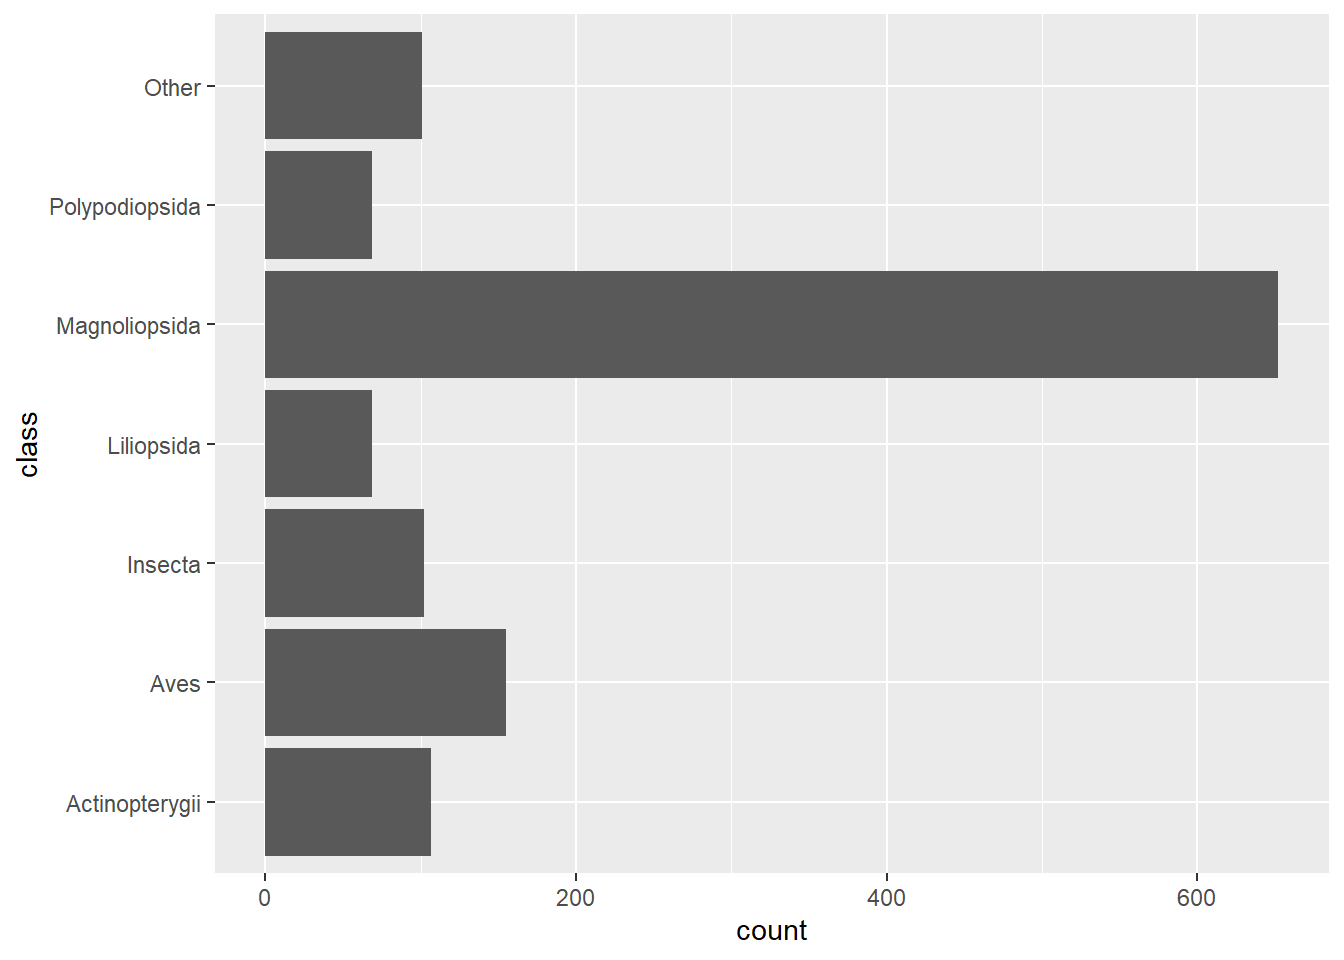 Other
Polypodiopsida
Magnoliopsida
Liliopsida
Insecta
Aves
Actinopterygii
class
0 200 400 600
count